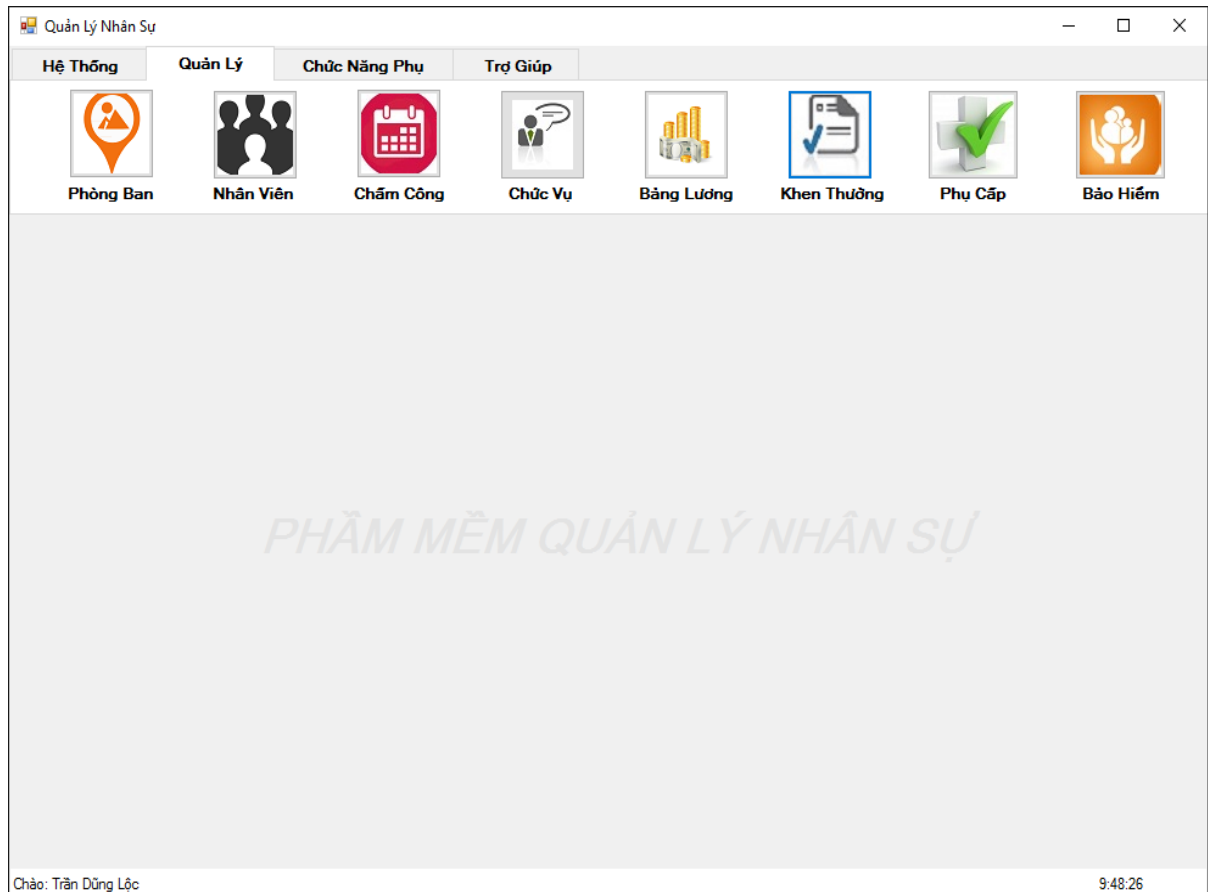 Quản Lý Nhân Sự
Hệ Thống Quản Lý Chức Năng Phụ Trợ Giúp
Phòng Ban Nhân Viên Chấm Công Chức Vụ Bảng Lương Khen Thưởng Phụ Cấp Bảo Hiểm
PHẦM MỀM QUẢN LÝ NHÂN SỰ
Chào: Trần Dũng Lộc 9:48:26